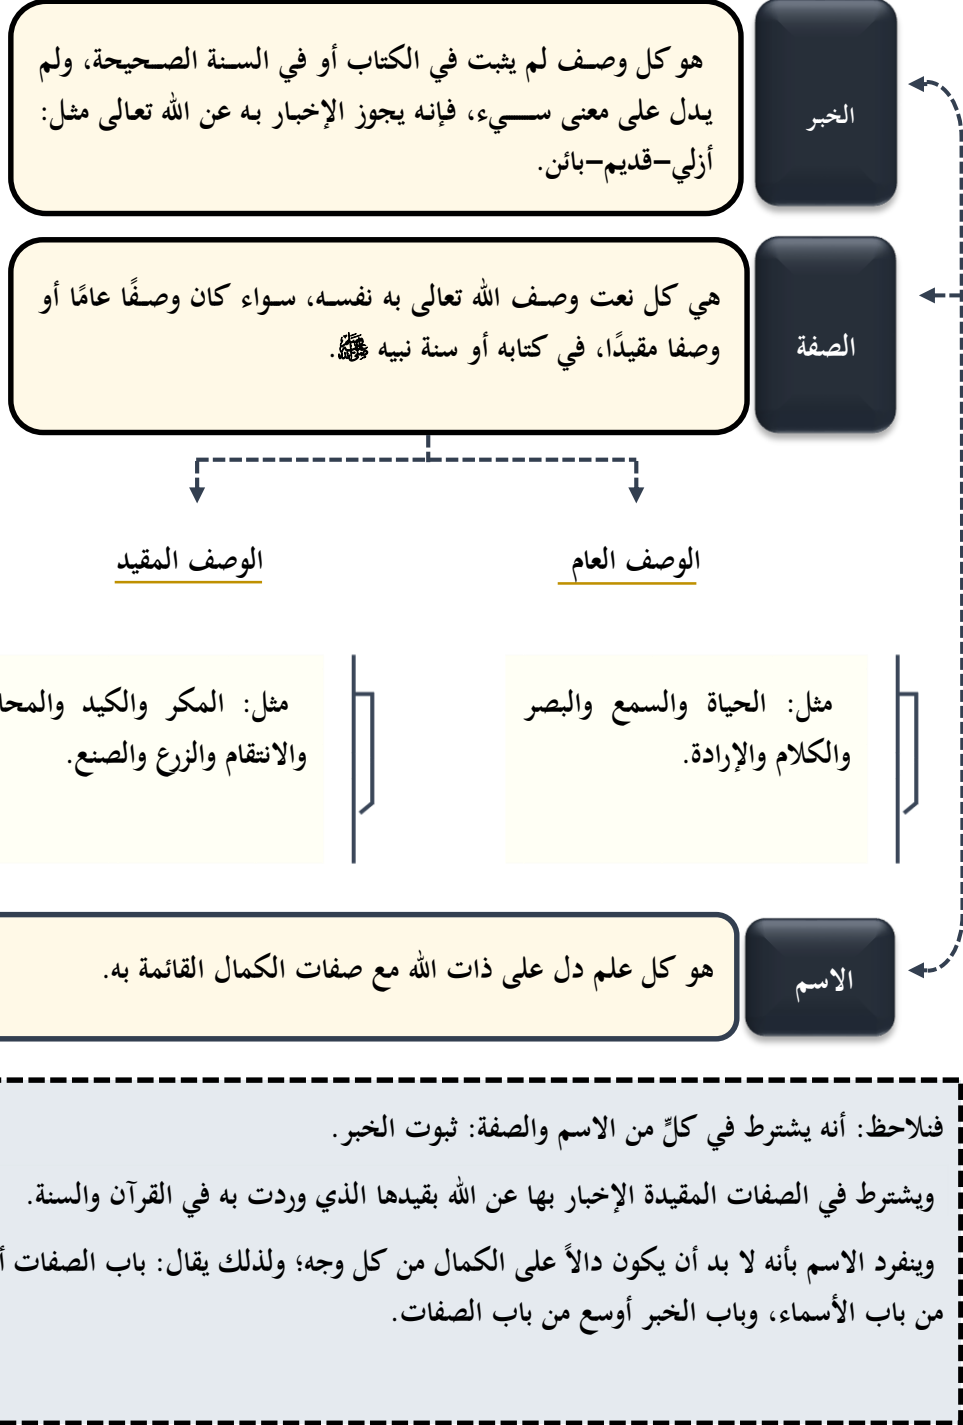 الخبر
هو كل وصف لم يثبت في الكتاب أو في السنة الصحيحة، ولم
يدل على معنى سيء، فإنه يجوز الإخبار به عن الله تعالى مثل:
أزلي–قديم–بائن.
الصفة
هي كل نعت وصف الله تعالى به نفسه، سواء كان وصفًا عامًا أو
وصفا مقيدًا، في كتابه أو سنة نبيه ﷺ.
الوصف العام
الوصف المقيد
مثل: الحياة والسمع والبصر
والكلام والإرادة.
مثل: المكر والكيد
والانتقام والزرع والصنع.
الاسم
هو كل علم دل على ذات الله مع صفات الكمال القائمة به.
فنلاحظ: أنه يشترط في كلٍّ من الاسم والصفة: ثبوت الخبر.
ويشترط في الصفات المقيدة الإخبار بها عن الله بقيدها الذي وردت به في القرآن والسنة.
وينفرد الاسم بأنه لا بد أن يكون دالاً على الكمال من كل وجه؛ ولذلك يقال: باب الصفات
من باب الأسماء، وباب الخبر أوسع من باب الصفات.